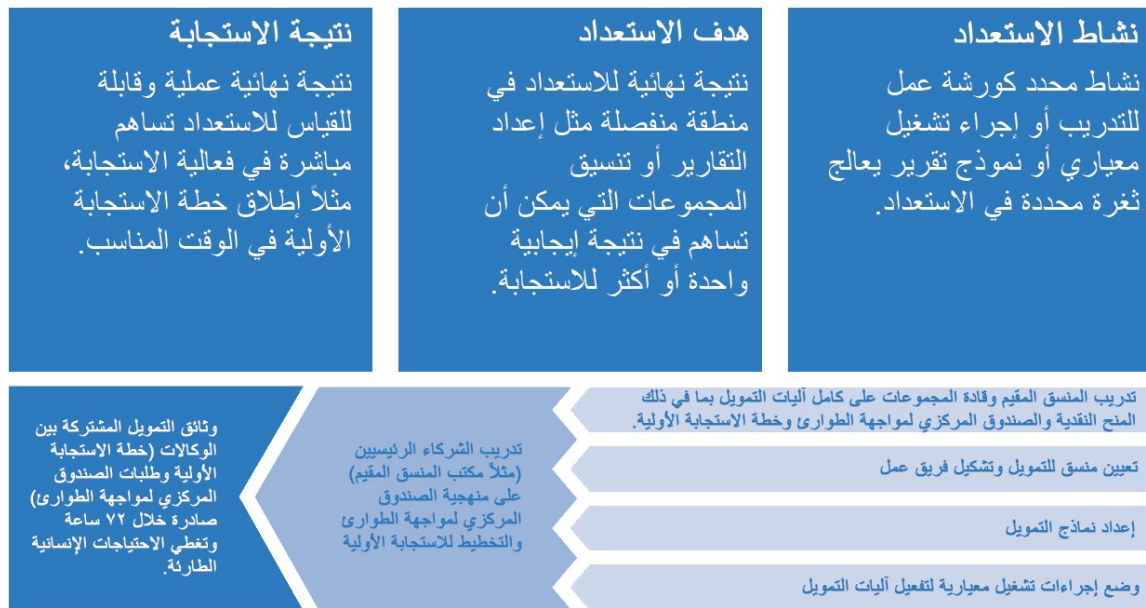 نشاط الاستعداد
نشاط محدد كورشة عمل
للتدريب أو إجراء تشغيل
معياري أو نموذج تقرير يعالج
ثغرة محددة في الاستعداد.
هدف الاستعداد
نتيجة نهائية للاستعداد في
منطقة منفصلة مثل إعداد
التقارير أو تنسيق
المجموعات التي يمكن أن
تساهم في نتيجة إيجابية
واحدة أو أكثر للاستجابة.
نتيجة الاستجابة
نتيجة نهائية عملية وقابلة
للقياس للاستعداد تساهم
مباشرة في فعالية الاستجابة،
مثلاً إطلاق خطة الاستجابة
الأولية في الوقت المناسب.
تدريب المنسق المقيم وقادة المجموعات على كامل آليات التمويل بما في ذلك
المنح النقدية والصندوق المركزي لمواجهة الطوارئ وخطة الاستجابة الأولية.
تعيين منسق للتمويل وتشكيل فريق عمل
إعداد نماذج التمويل
وضع إجراءات تشغيل معيارية لتفعيل آليات التمويل
تدريب الشركاء الرئيسيين
(مثلاً مكتب المنسق المقيم)
على منهجية الصندوق
المركزي لمواجهة الطوارئ
والتخطيط للاستجابة الأولية
وثائق التمويل المشتركة بين
الوكالات (خطة الاستجابة
الأولية وطلبات الصندوق
المركزي لمواجهة الطوارئ)
صادرة خلال ٧٢ ساعة
وتغطي الاحتياجات الإنسانية
الطارئة.